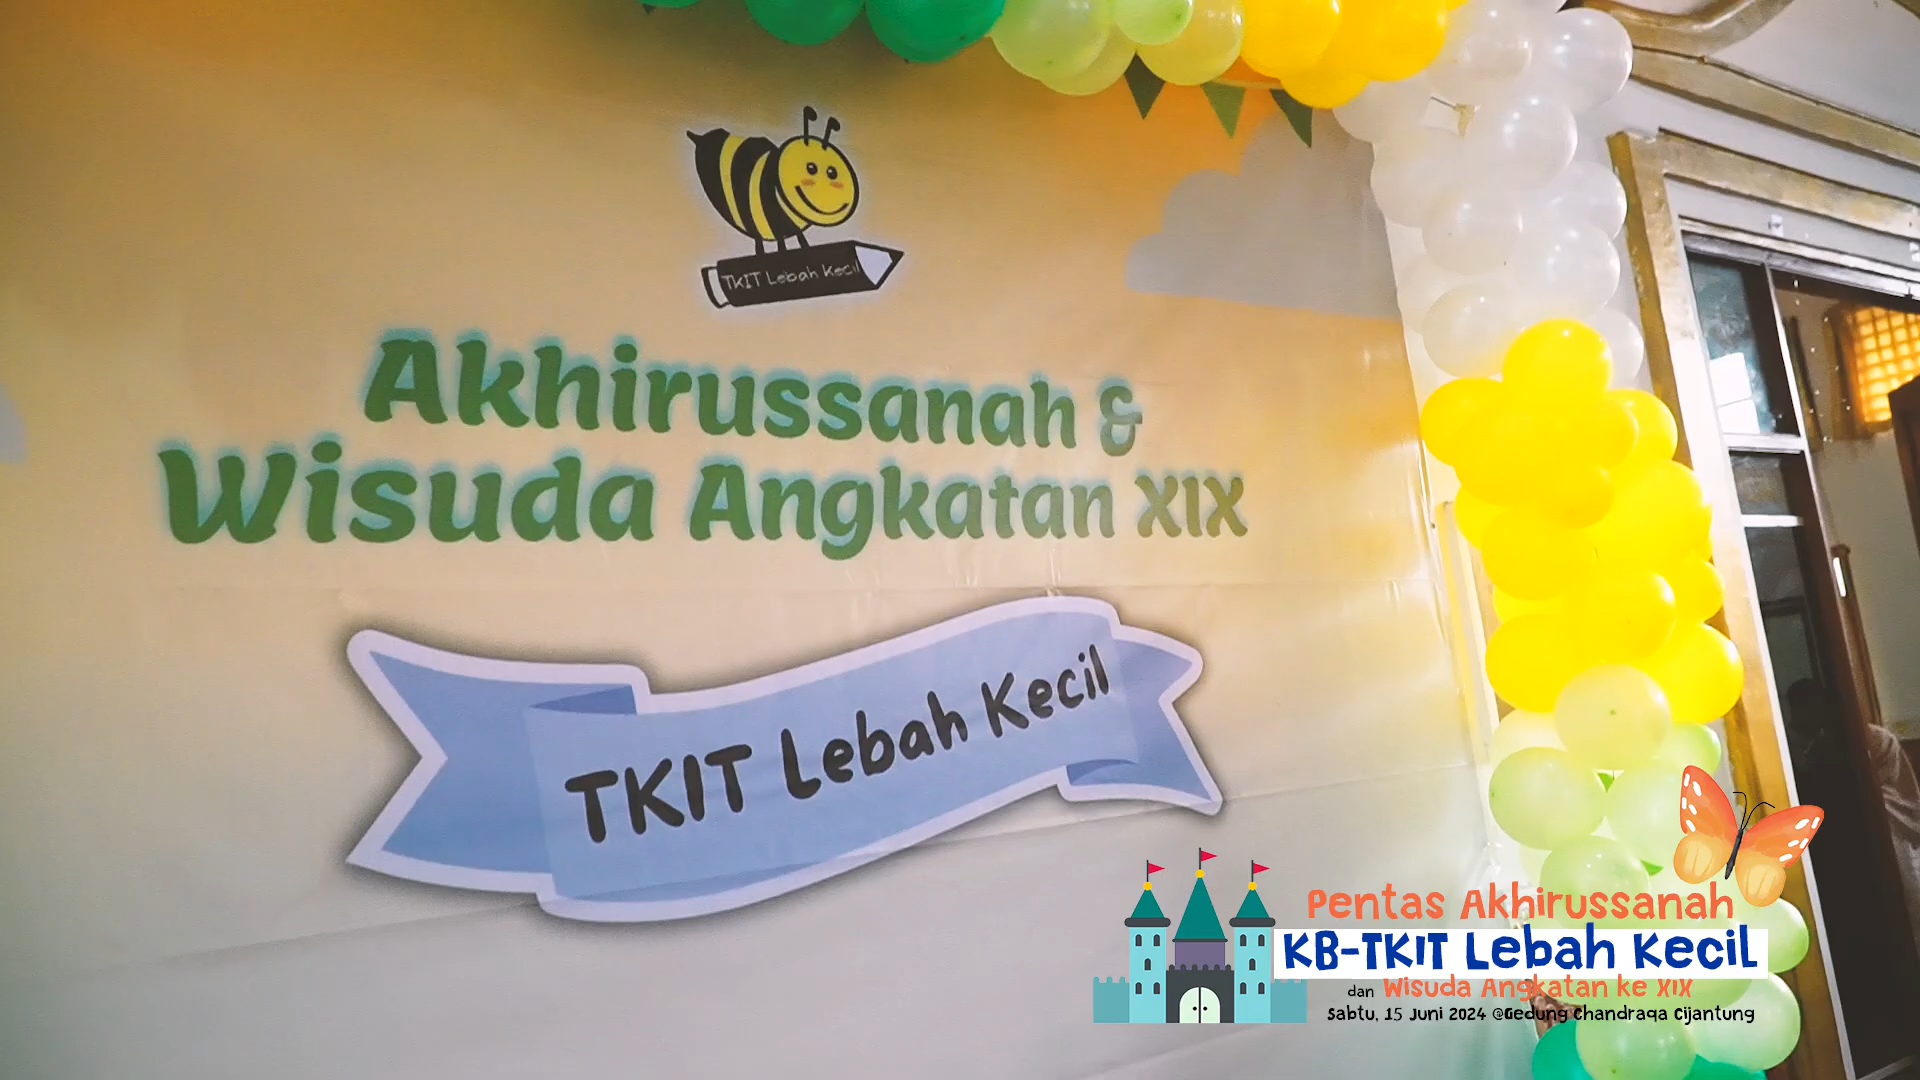 TKIT Lebah Kecil
Akhirussanah &
Wisuda Angkatan XIX
TKIT Lebah Kecil
Pentas Akhirussanah
KB-TKIT Lebah Kecil
dan Wisuda Angkatan ke XIX
Sabtu, 15 Juni 2024 @Gedung Chandraqa Cijantung